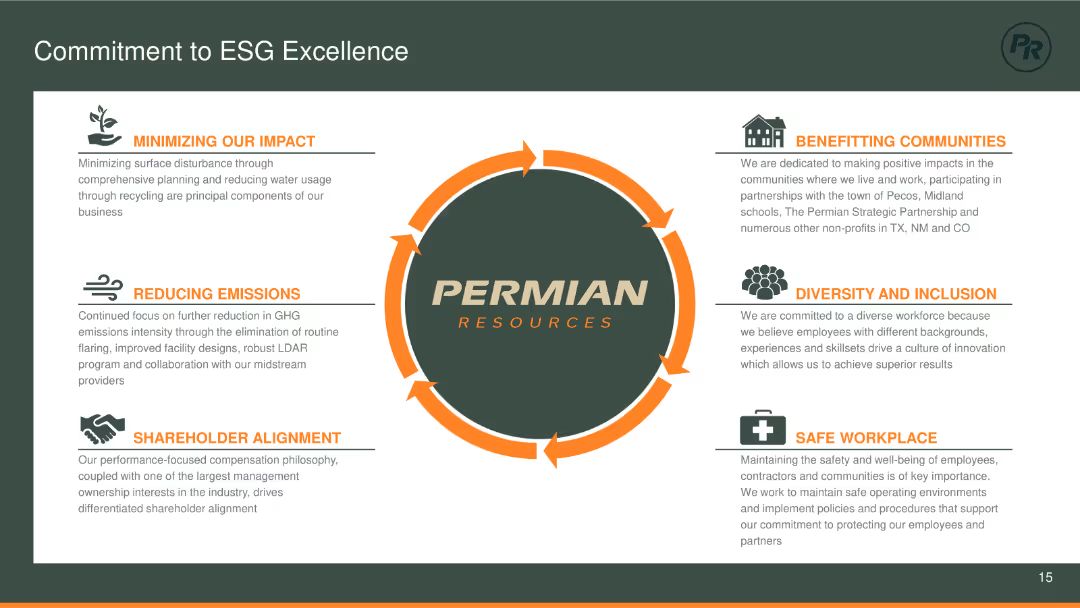 Commitment to ESG Excellence
PR
MINIMIZING OUR IMPACT
Minimizing surface disturbance through
comprehensive planning and reducing water usage
through recycling are principal components of our
business
REDUCING EMISSIONS
Continued focus on further reduction in GHG
emissions intensity through the elimination of routine
flaring, improved facility designs, robust LDAR
program and collaboration with our midstream
providers
SHAREHOLDER ALIGNMENT
Our performance-focused compensation philosophy,
coupled with one of the largest management
ownership interests in the industry, drives
differentiated shareholder alignment
PERMIAN
RESOURCES
BENEFITTING COMMUNITIES
We are dedicated to making positive impacts in the
communities where we live and work, participating in
partnerships with the town of Pecos, Midland
schools, The Permian Strategic Partnership and
numerous other non-profits in TX, NM and CO
DIVERSITY AND INCLUSION
We are committed to a diverse workforce because
we believe employees with different backgrounds,
experiences and skillsets drive a culture of innovation
which allows us to achieve superior results
SAFE WORKPLACE
Maintaining the safety and well-being of employees,
contractors and communities is of key importance.
We work to maintain safe operating environments
and implement policies and procedures that support
our commitment to protecting our employees and
partners
15